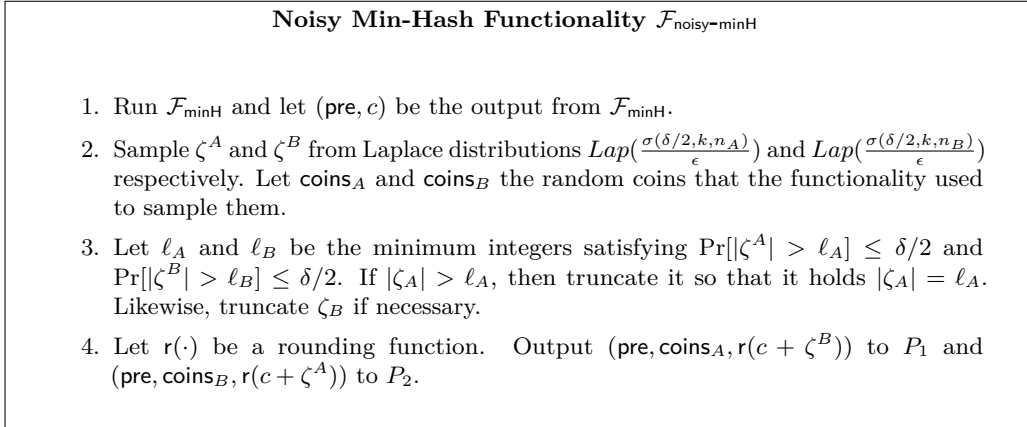 Noisy Min-Hash Functionality 𝓕noisy-minH
1. Run 𝓕minH and let (pre, c) be the output from 𝓕minH.
2. Sample ζ^A and ζ^B from Laplace distributions Lap(σ(δ/2,k,n_A)/ϵ) and Lap(σ(δ/2,k,n_B)/ϵ)
respectively. Let coins_A and coins_B the random coins that the functionality used
to sample them.
3. Let ℓ_A and ℓ_B be the minimum integers satisfying Pr[|ζ^A| > ℓ_A] ≤ δ/2 and
Pr[|ζ^B| > ℓ_B] ≤ δ/2. If |ζ_A| > ℓ_A, then truncate it so that it holds |ζ_A| = ℓ_A.
Likewise, truncate ζ_B if necessary.
4. Let r(·) be a rounding function. Output (pre, coins_A, r(c + ζ^B)) to P_1 and
(pre, coins_B, r(c + ζ^A)) to P_2.